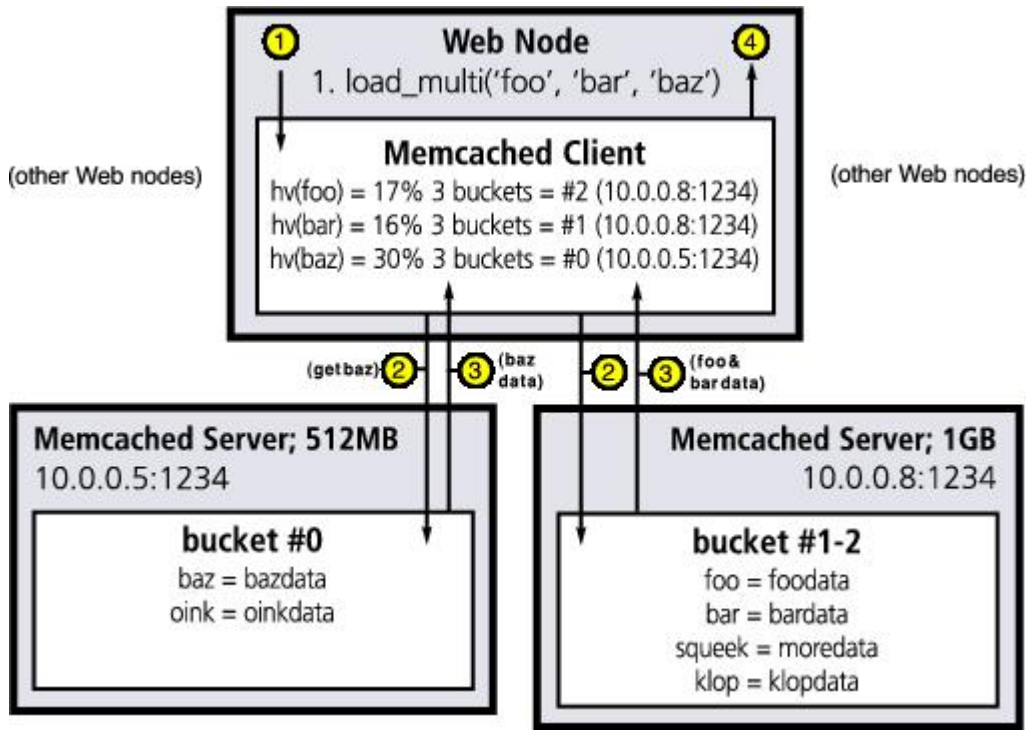 1
Web Node
4
1. load_multi(‘foo’, ‘bar’, ‘baz’)
Memcached Client
hv(foo) = 17% 3 buckets = #2 (10.0.0.8:1234)
hv(bar) = 16% 3 buckets = #1 (10.0.0.8:1234)
hv(baz) = 30% 3 buckets = #0 (10.0.0.5:1234)
(other Web nodes)
(other Web nodes)
(get baz)
2
3
(baz
data)
2
3
(foo &
bar data)
Memcached Server; 512MB
10.0.0.5:1234
bucket #0
baz = bazdata
oink = oinkdata
Memcached Server; 1GB
10.0.0.8:1234
bucket #1-2
foo = foodata
bar = bardata
squeek = moredata
klop = klopdata